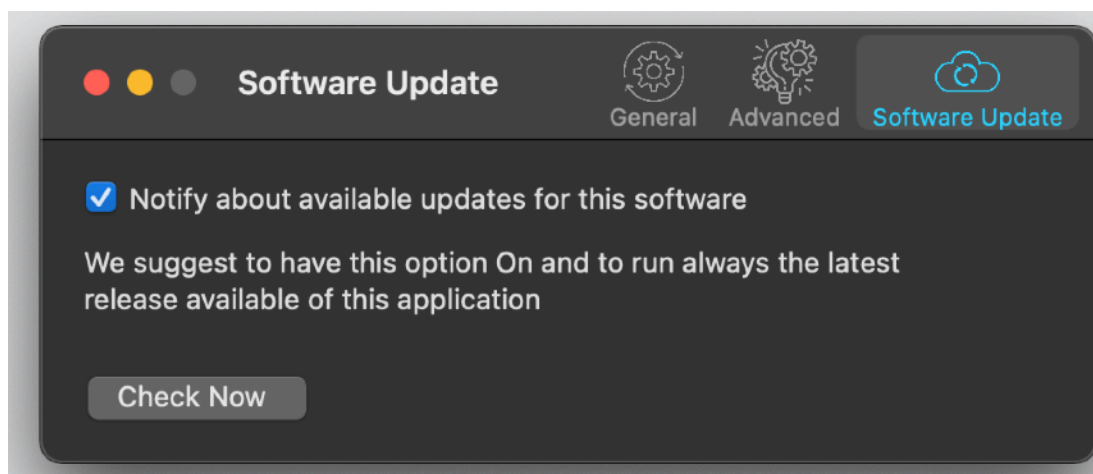 Software Update
General
Advanced
Software Update
Notify about available updates for this software
We suggest to have this option On and to run always the latest
release available of this application
Check Now